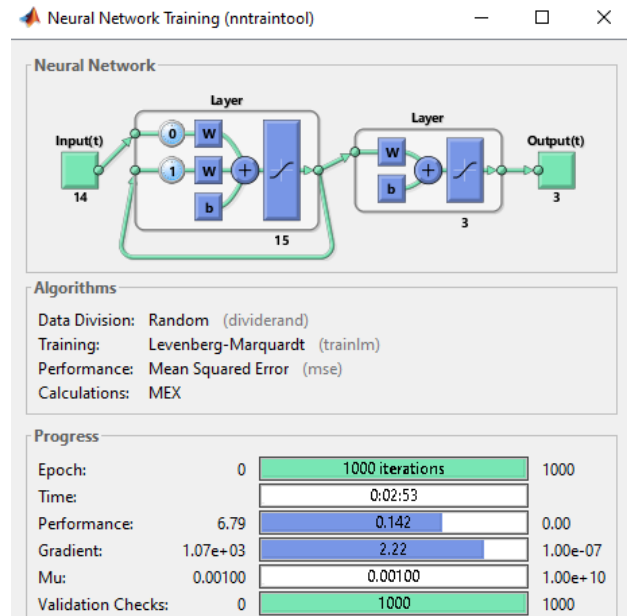 Neural Network Training (nntraintool)
Neural Network
Layer
Layer
Input(t)
Output(t)
0
W
1
W
b
+
W
b
+
14
15
3
3
Algorithms
Data Division: Random (dividerand)
Training: Levenberg-Marquardt (trainlm)
Performance: Mean Squared Error (mse)
Calculations: MEX
Progress
Epoch: 0 1000 iterations 1000
Time: 0:02:53
Performance: 6.79 0.142 0.00
Gradient: 1.07e+03 2.22 1.00e-07
Mu: 0.00100 0.00100 1.00e+10
Validation Checks: 0 1000 1000